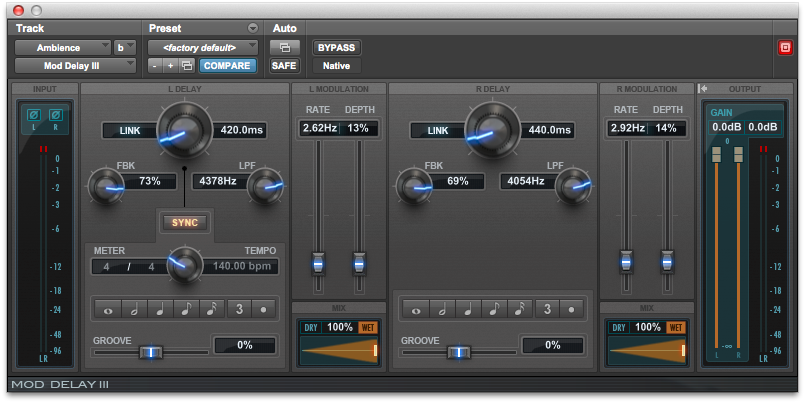 Track Preset Auto
Ambience b <factory default> BYPASS
Mod Delay III - + COMPARE SAFE Native
INPUT L DELAY L MODULATION R DELAY R MODULATION OUTPUT
RATE DEPTH RATE DEPTH GAIN
Ø Ø LINK 420.0ms 2.62Hz 13% LINK 440.0ms 2.92Hz 14% 0.0dB 0.0dB
L R
0 0 0
-1 FBK LPF FBK LPF -1
-2 73% 4378Hz 69% 4054Hz -2
-3 -3
-6 SYNC -6
METER TEMPO
-12 4 / 4 140.00 bpm -12
-18 -18
-24 3 MIX 3 MIX -24
-48 GROOVE DRY 100% WET GROOVE DRY 100% WET -48
-96 0% 0% -∞ -96
LR L R LR
MOD DELAY III